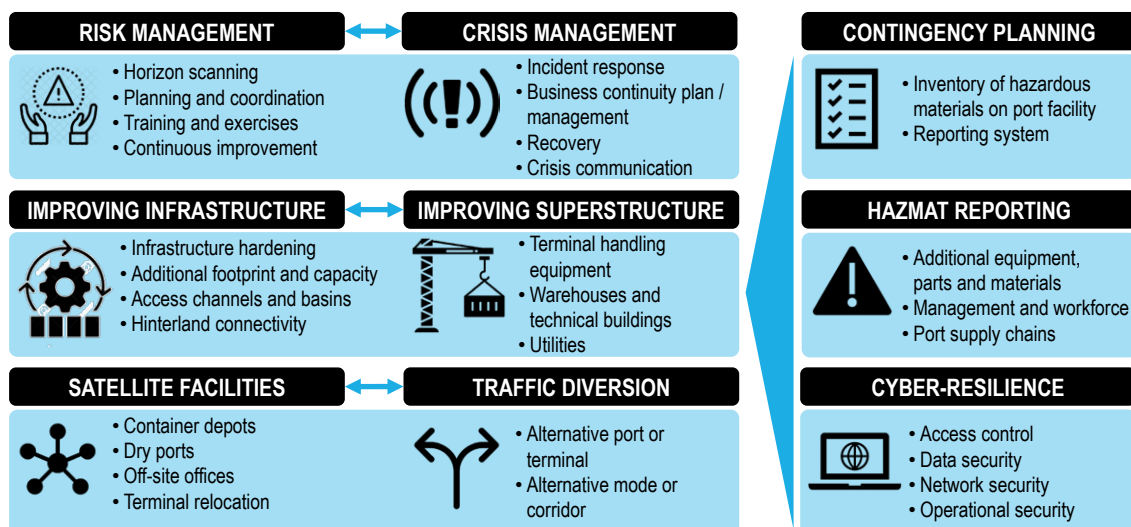 RISK MANAGEMENT
• Horizon scanning
• Planning and coordination
• Training and exercises
• Continuous improvement
CRISIS MANAGEMENT
• Incident response
• Business continuity plan /
management
• Recovery
• Crisis communication
IMPROVING INFRASTRUCTURE
• Infrastructure hardening
• Additional footprint and capacity
• Access channels and basins
• Hinterland connectivity
IMPROVING SUPERSTRUCTURE
• Terminal handling
equipment
• Warehouses and
technical buildings
• Utilities
SATELLITE FACILITIES
• Container depots
• Dry ports
• Off-site offices
• Terminal relocation
TRAFFIC DIVERSION
• Alternative port or
terminal
• Alternative mode or
corridor
CONTINGENCY PLANNING
• Inventory of hazardous
materials on port facility
• Reporting system
HAZMAT REPORTING
• Additional equipment,
parts and materials
• Management and workforce
• Port supply chains
CYBER-RESILIENCE
• Access control
• Data security
• Network security
• Operational security